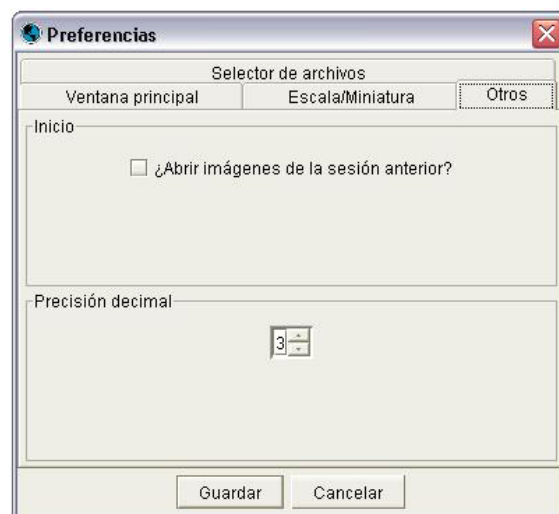 Preferencias
Selector de archivos
Ventana principal Escala/Miniatura Otros
Inicio
¿Abrir imágenes de la sesión anterior?
Precisión decimal
3
Guardar Cancelar